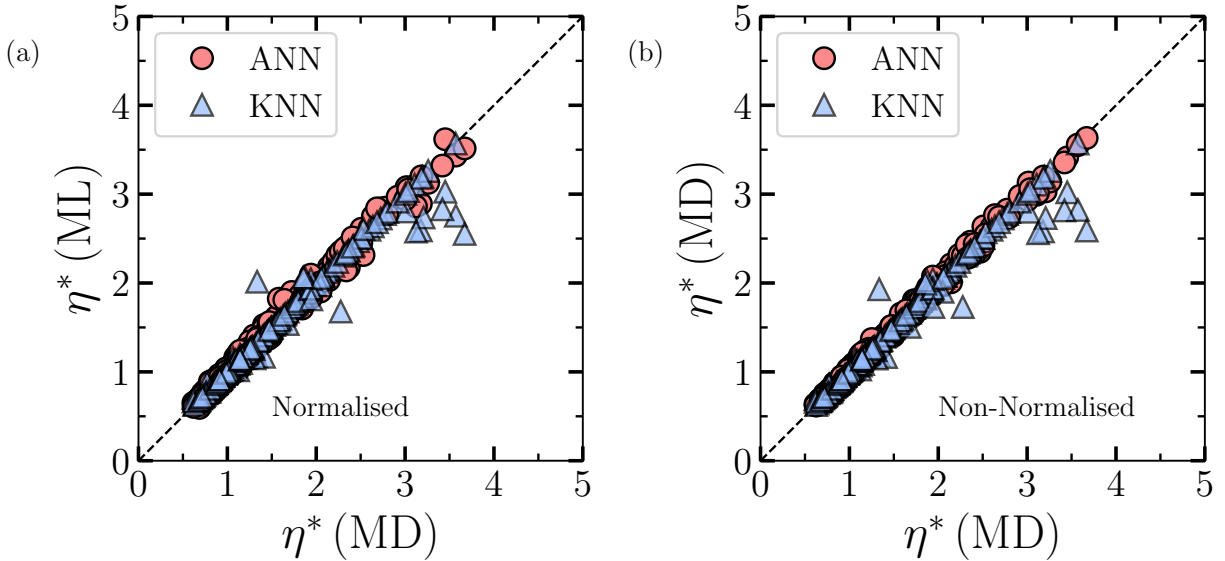 (a)
5
4
3
2
1
0
η* (ML)
ANN
KNN
Normalised
0 1 2 3 4 5
η* (MD)
(b)
5
4
3
2
1
0
η* (MD)
ANN
KNN
Non-Normalised
0 1 2 3 4 5
η* (MD)